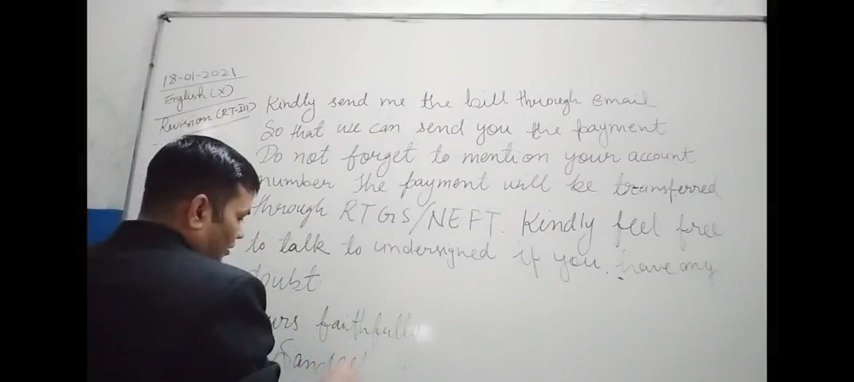 18-01-2021
English (X)
Revision (RT-III)
Kindly send me the bill through Email
So that we can send you the payment
Do not forget to mention your account
number The payment will be transferred
through RTGS/NEFT. Kindly feel free
to talk to undersigned if you have any
doubt
faithfully